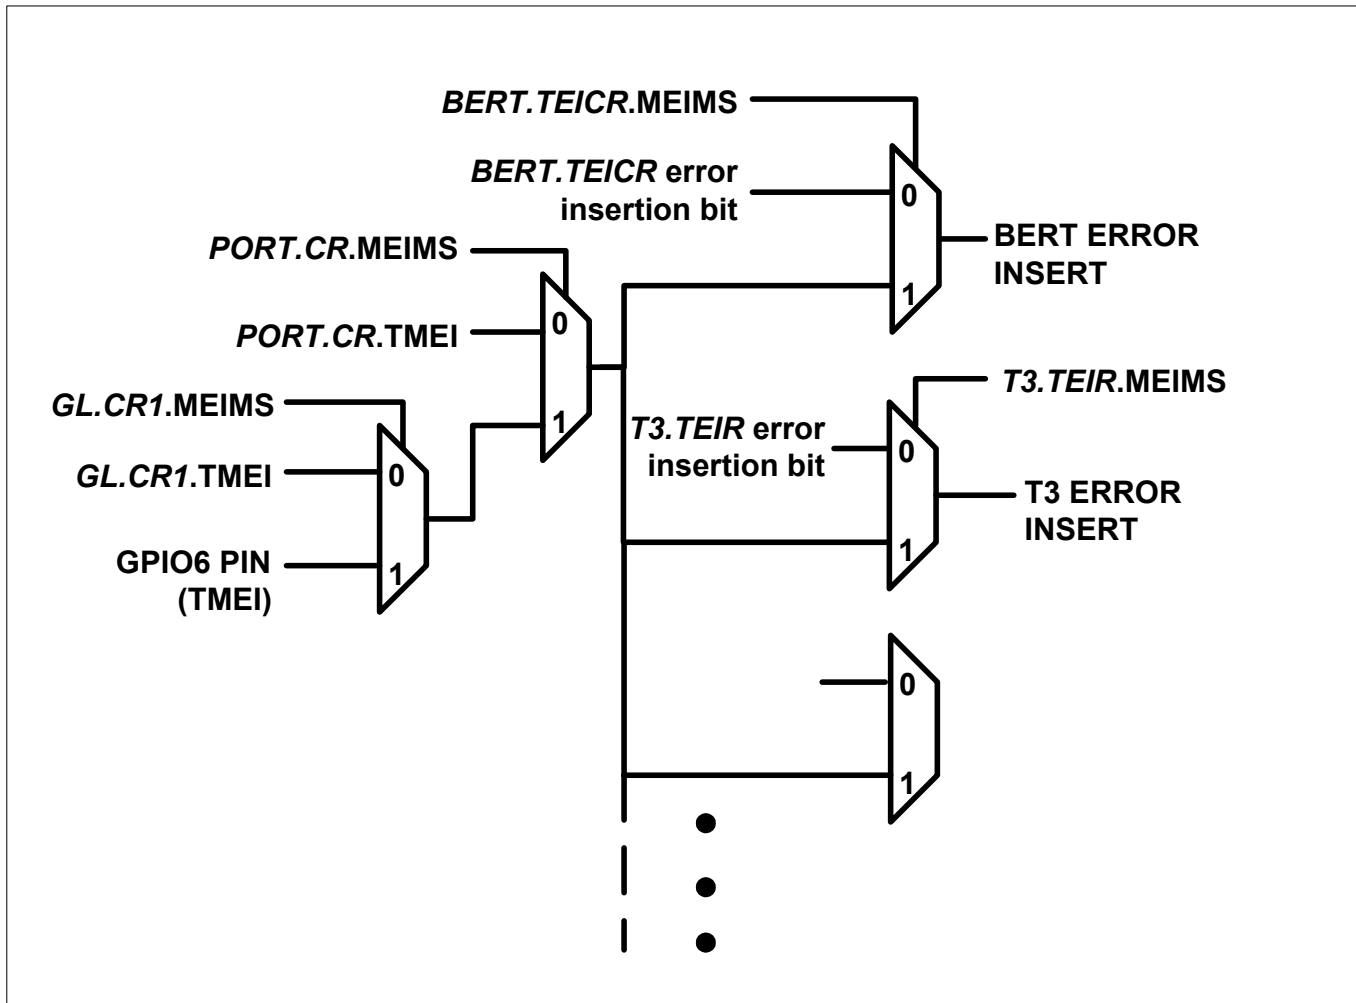 BERT.TEICR.MEIMS
BERT.TEICR error
insertion bit
0
1
BERT ERROR
INSERT
PORT.CR.MEIMS
PORT.CR.TMEI
0
1
GL.CR1.MEIMS
GL.CR1.TMEI
0
GPIO6 PIN
(TMEI)
1
T3.TEIR.MEIMS
T3.TEIR error
insertion bit
0
1
T3 ERROR
INSERT
0
1